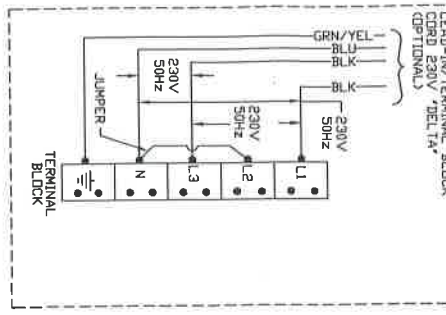 LEAD-IN/TERMINAL BLOCK
CORD 230V "DELTA"
(OPTIONAL)
GRN/YEL
BLU
BLK
BLK
230V
50Hz
230V
50Hz
230V
50Hz
JUMPER
N
L3
L2
L1
TERMINAL
BLOCK